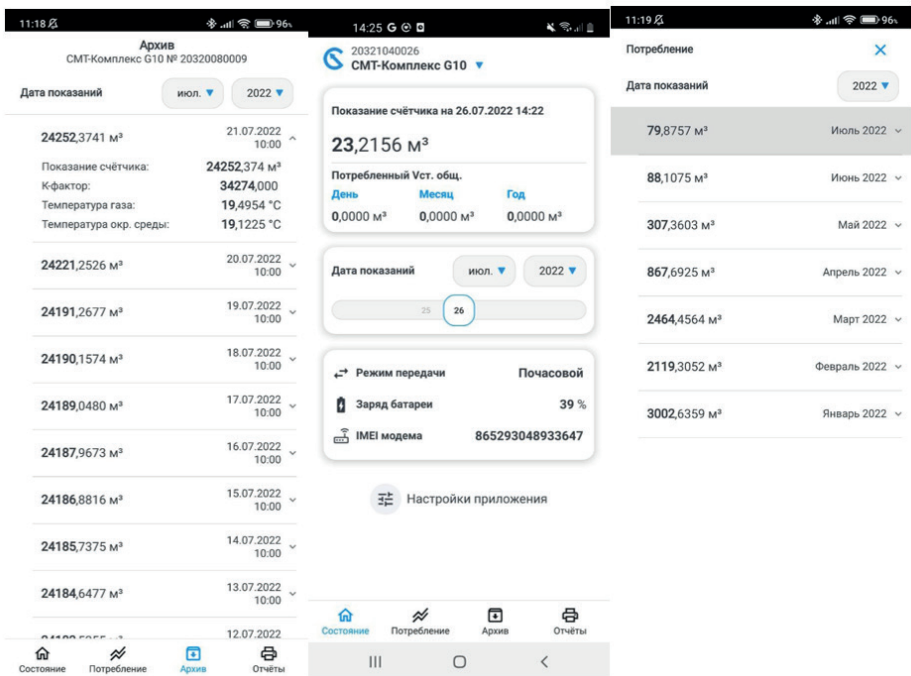 11:18 96%
Архив
СМТ-Комплекс G10 № 20320080009
Дата показаний июл. 2022
24252,3741 м³ 21.07.2022 10:00
Показание счётчика: 24252,374 м³
К-фактор: 34274,000
Температура газа: 19,4954 °C
Температура окр. среды: 19,1225 °C
24221,2526 м³ 20.07.2022 10:00
24191,2677 м³ 19.07.2022 10:00
24190,1574 м³ 18.07.2022 10:00
24189,0480 м³ 17.07.2022 10:00
24187,9673 м³ 16.07.2022 10:00
24186,8816 м³ 15.07.2022 10:00
24185,7375 м³ 14.07.2022 10:00
24184,6477 м³ 13.07.2022 10:00
12.07.2022
Состояние Потребление Архив Отчёты
14:25 G
20321040026
СМТ-Комплекс G10
Показание счётчика на 26.07.2022 14:22
23,2156 м³
Потребленный Vст. общ.
День Месяц Год
0,0000 м³ 0,0000 м³ 0,0000 м³
Дата показаний июл. 2022
25 26
Режим передачи Почасовой
Заряд батареи 39 %
IMEI модема 865293048933647
Настройки приложения
Состояние Потребление Архив Отчёты
11:19 96%
Потребление
Дата показаний 2022
79,8757 м³ Июль 2022
88,1075 м³ Июнь 2022
307,3603 м³ Май 2022
867,6925 м³ Апрель 2022
2464,4564 м³ Март 2022
2119,3052 м³ Февраль 2022
3002,6359 м³ Январь 2022